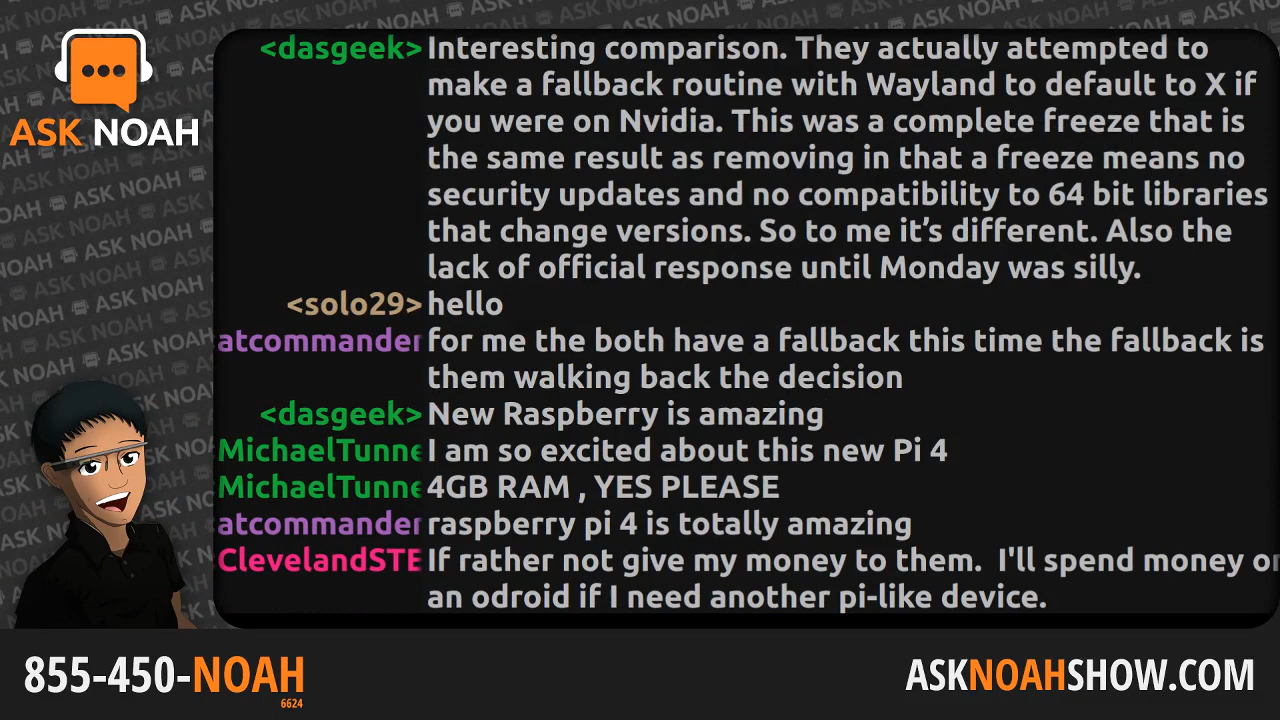 ASK NOAH
<dasgeek> Interesting comparison. They actually attempted to
make a fallback routine with Wayland to default to X if
you were on Nvidia. This was a complete freeze that is
the same result as removing in that a freeze means no
security updates and no compatibility to 64 bit libraries
that change versions. So to me it’s different. Also the
lack of official response until Monday was silly.
<solo29> hello
atcommander for me the both have a fallback this time the fallback is
them walking back the decision
<dasgeek> New Raspberry is amazing
MichaelTunne I am so excited about this new Pi 4
MichaelTunne 4GB RAM , YES PLEASE
atcommander raspberry pi 4 is totally amazing
ClevelandSTE If rather not give my money to them.  I'll spend money on
an odroid if I need another pi-like device.
855-450-NOAH
6624
ASKNOAHSHOW.COM